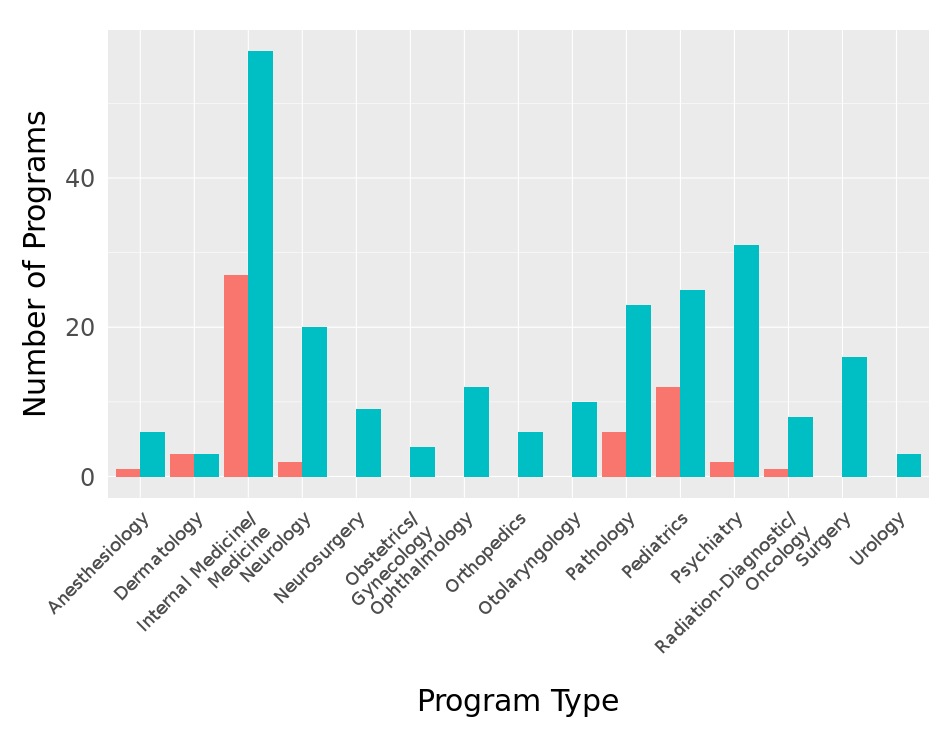 Number of Programs
40
20
0
Anesthesiology
Dermatology
Internal Medicine/
Medicine
Neurology
Neurosurgery
Obstetrics/
Gynecology
Ophthalmology
Orthopedics
Otolaryngology
Pathology
Pediatrics
Psychiatry
Radiation-Diagnostic/
Oncology
Surgery
Urology
Program Type